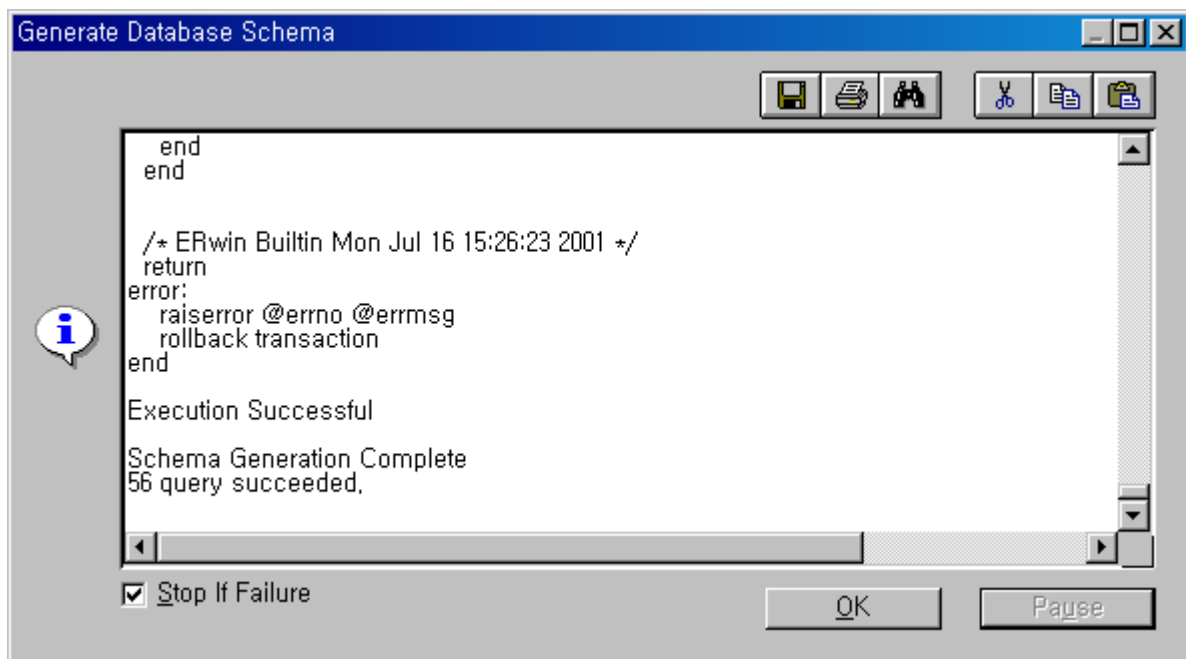 Generate Database Schema
end
end
/* ERwin Builtin Mon Jul 16 15:26:23 2001 */
return
error:
raiserror @errno @errmsg
rollback transaction
end
Execution Successful
Schema Generation Complete
56 query succeeded,
Stop If Failure
OK
Pause